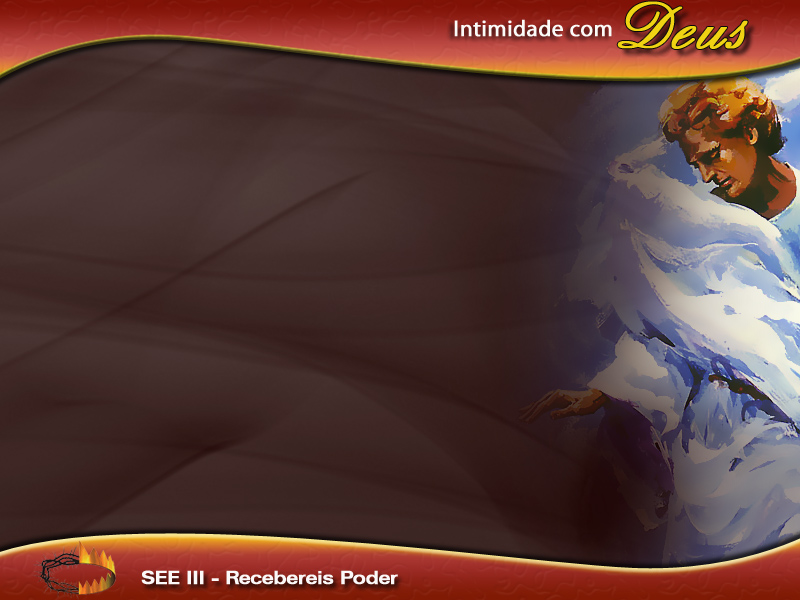 Intimidade com Deus
SEE III - Recebereis Poder